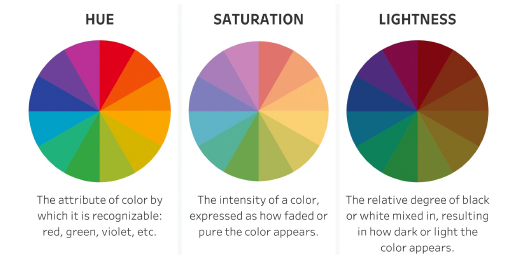 HUE
The attribute of color by
which it is recognizable:
red, green, violet, etc.
SATURATION
The intensity of a color,
expressed as how faded or
pure the color appears.
LIGHTNESS
The relative degree of black
or white mixed in, resulting
in how dark or light the
color appears.